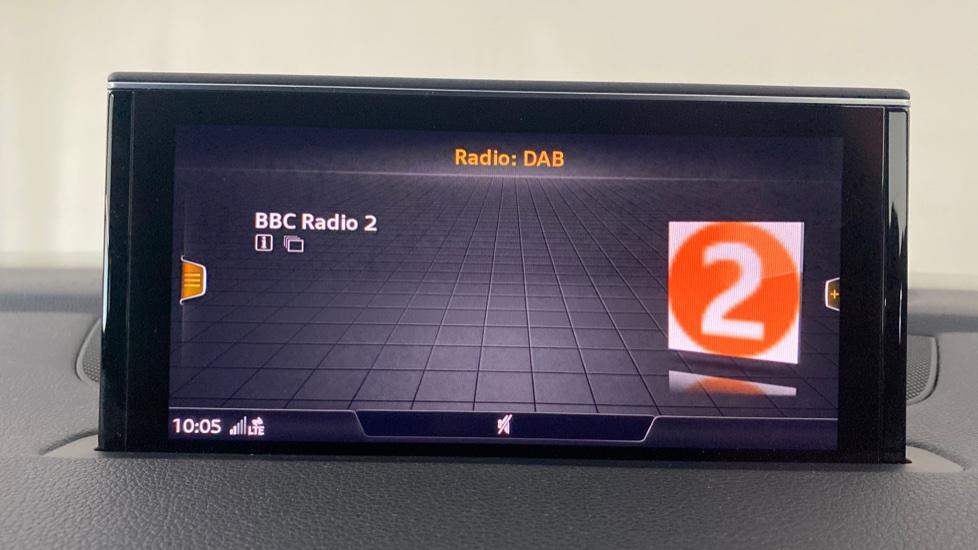 Radio: DAB
BBC Radio 2
2
10:05 LTE